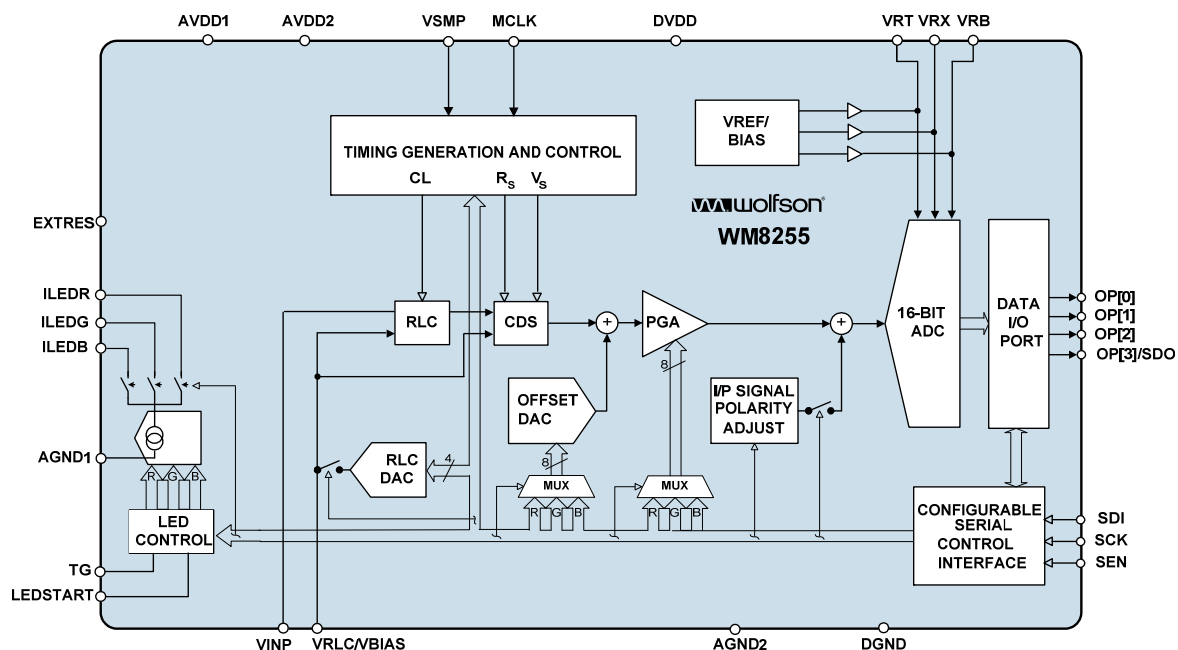 AVDD1
AVDD2
VSMP
MCLK
DVDD
VRT
VRX
VRB
VREF/
BIAS
TIMING GENERATION AND CONTROL
CL
RS
VS
wolfson®
WM8255
EXTRES
ILEDR
ILEDG
ILEDB
AGND1
TG
LEDSTART
RLC
CDS
+
PGA
+
16-BIT
ADC
DATA
I/O
PORT
OP[0]
OP[1]
OP[2]
OP[3]/SDO
8
OFFSET
DAC
I/P SIGNAL
POLARITY
ADJUST
RLC
DAC
4
8
MUX
MUX
R G B
R G B
R G B
LED
CONTROL
CONFIGURABLE
SERIAL
CONTROL
INTERFACE
SDI
SCK
SEN
VINP
VRLC/VBIAS
AGND2
DGND